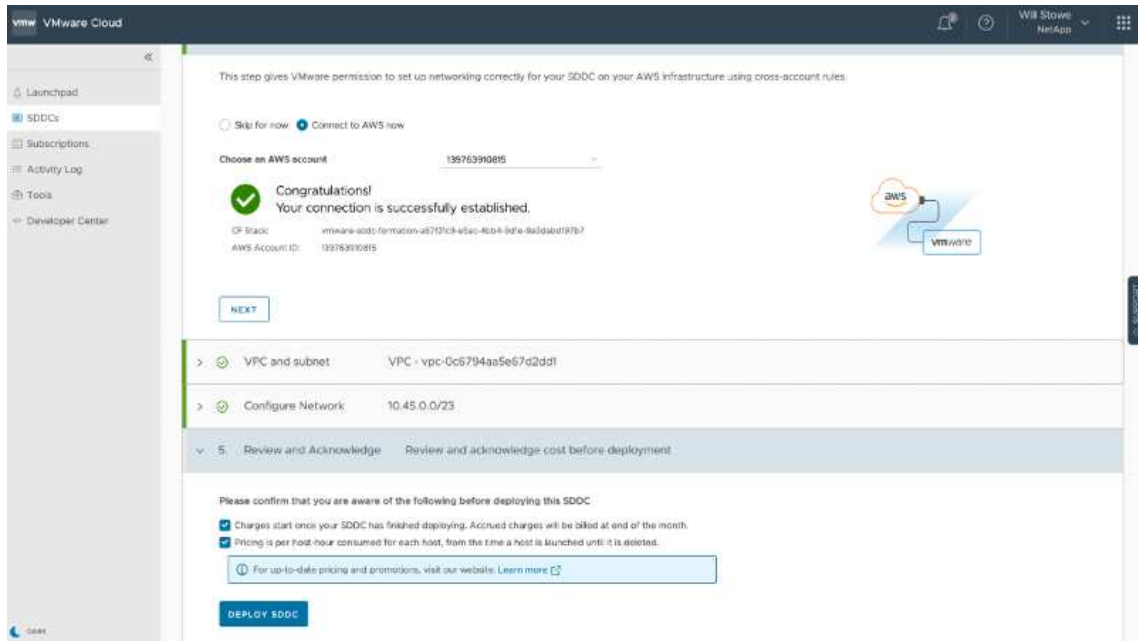 vmw VMware Cloud
Will Stowe
NetApp
Launchpad
SDDCs
Subscriptions
Activity Log
Tools
Developer Center
DARK
This step gives VMware permission to set up networking correctly for your SDDC on your AWS infrastructure using cross-account rules.
Skip for now Connect to AWS now
Choose an AWS account 139763910815
Congratulations!
Your connection is successfully established.
CF Stack:
AWS Account ID: 139763910815
aws
vmware
NEXT
VPC and subnet VPC - vpc-0c6794aa5e67d2dd1
Configure Network 10.45.0.0/23
5. Review and Acknowledge Review and acknowledge cost before deployment
Please confirm that you are aware of the following before deploying this SDDC
Charges start once your SDDC has finished deploying. Accrued charges will be billed at end of the month.
Pricing is per host-hour consumed for each host, from the time a host is launched until it is deleted.
For up-to-date pricing and promotions, visit our website. Learn more
DEPLOY SDDC
SUPPORT